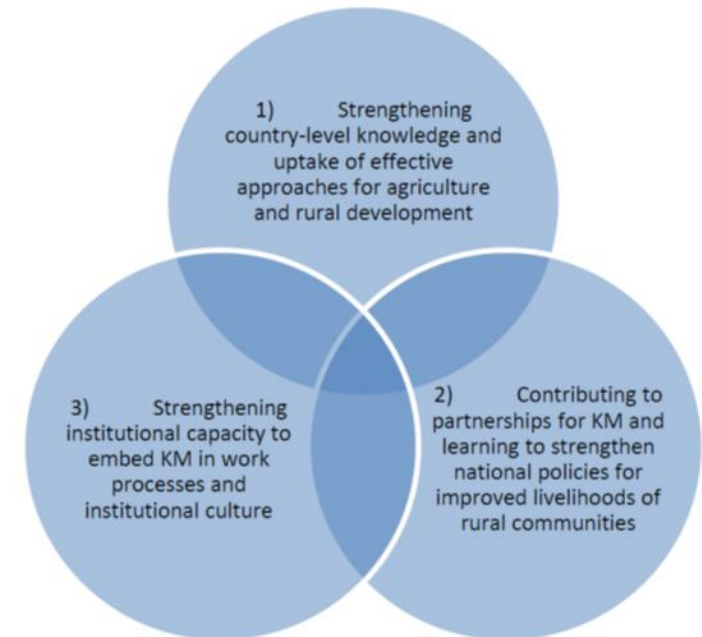 1) Strengthening
country-level knowledge and
uptake of effective
approaches for agriculture
and rural development
2) Contributing to
partnerships for KM and
learning to strengthen
national policies for
improved livelihoods of
rural communities
3) Strengthening
institutional capacity to
embed KM in work
processes and
institutional culture